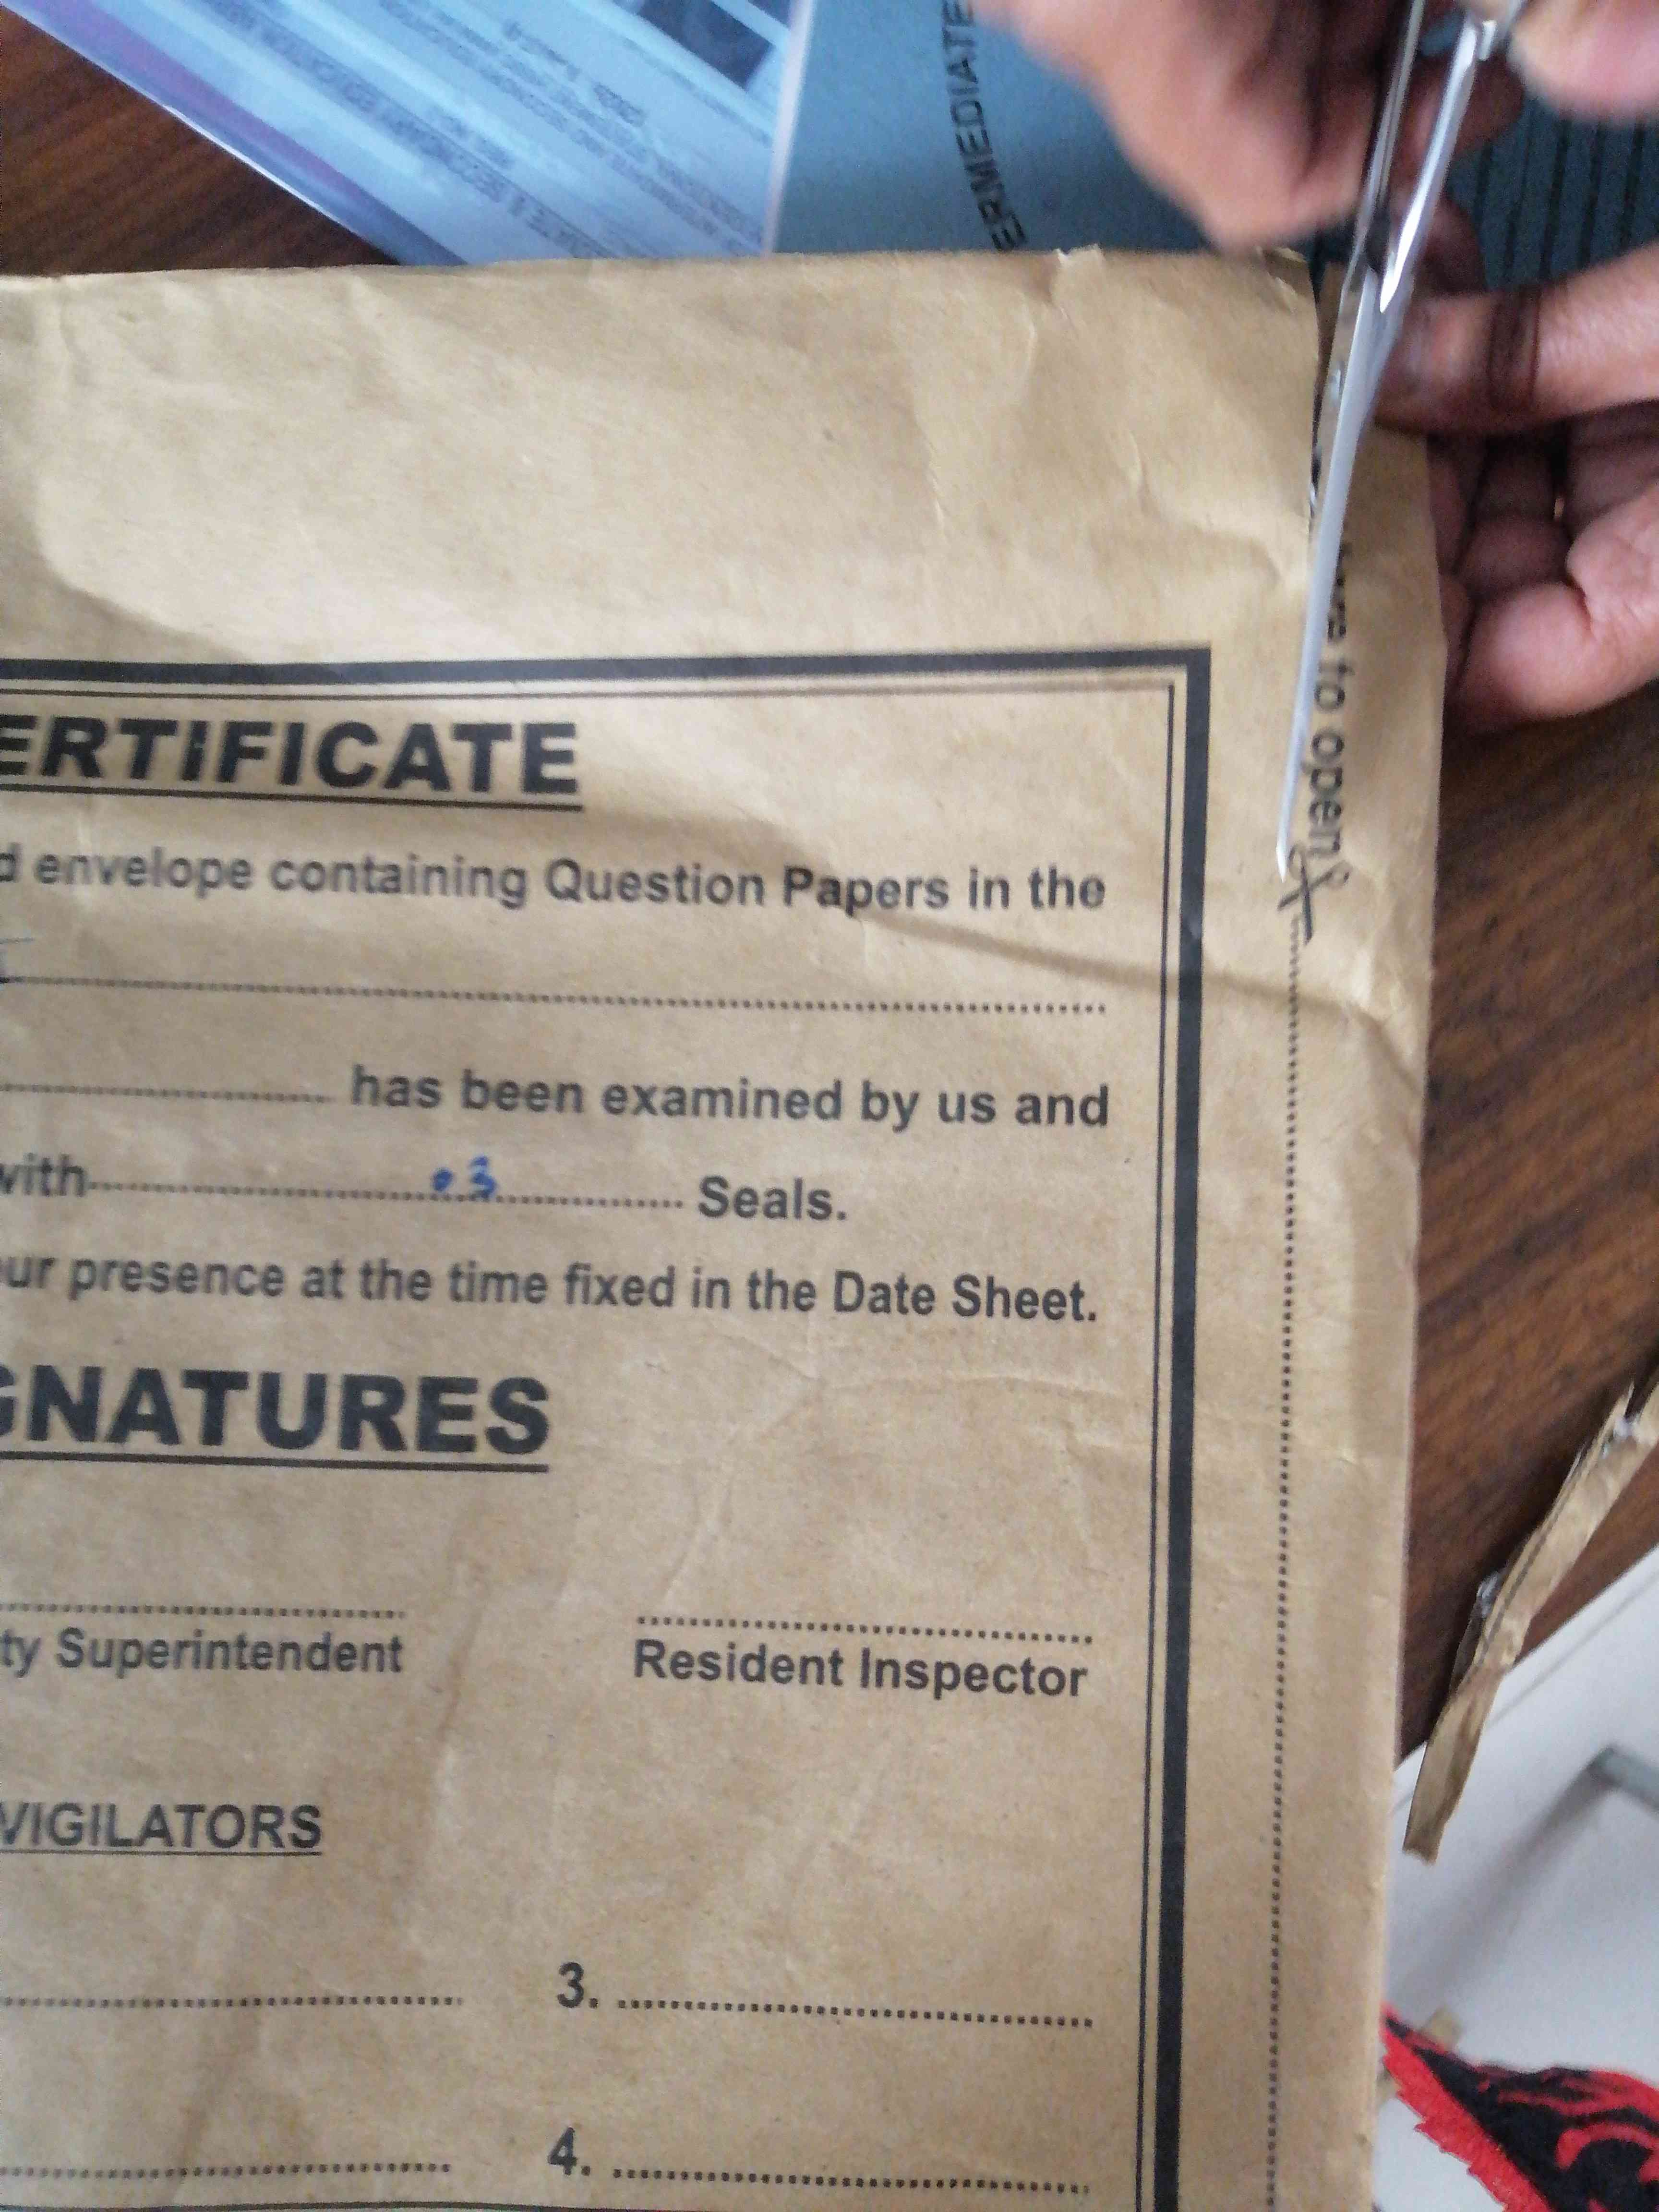 ERMEDIATE
ERTIFICATE
d envelope containing Question Papers in the
has been examined by us and
with 03 Seals.
ur presence at the time fixed in the Date Sheet.
GNATURES
ty Superintendent
Resident Inspector
VIGILATORS
3.
4.
to open